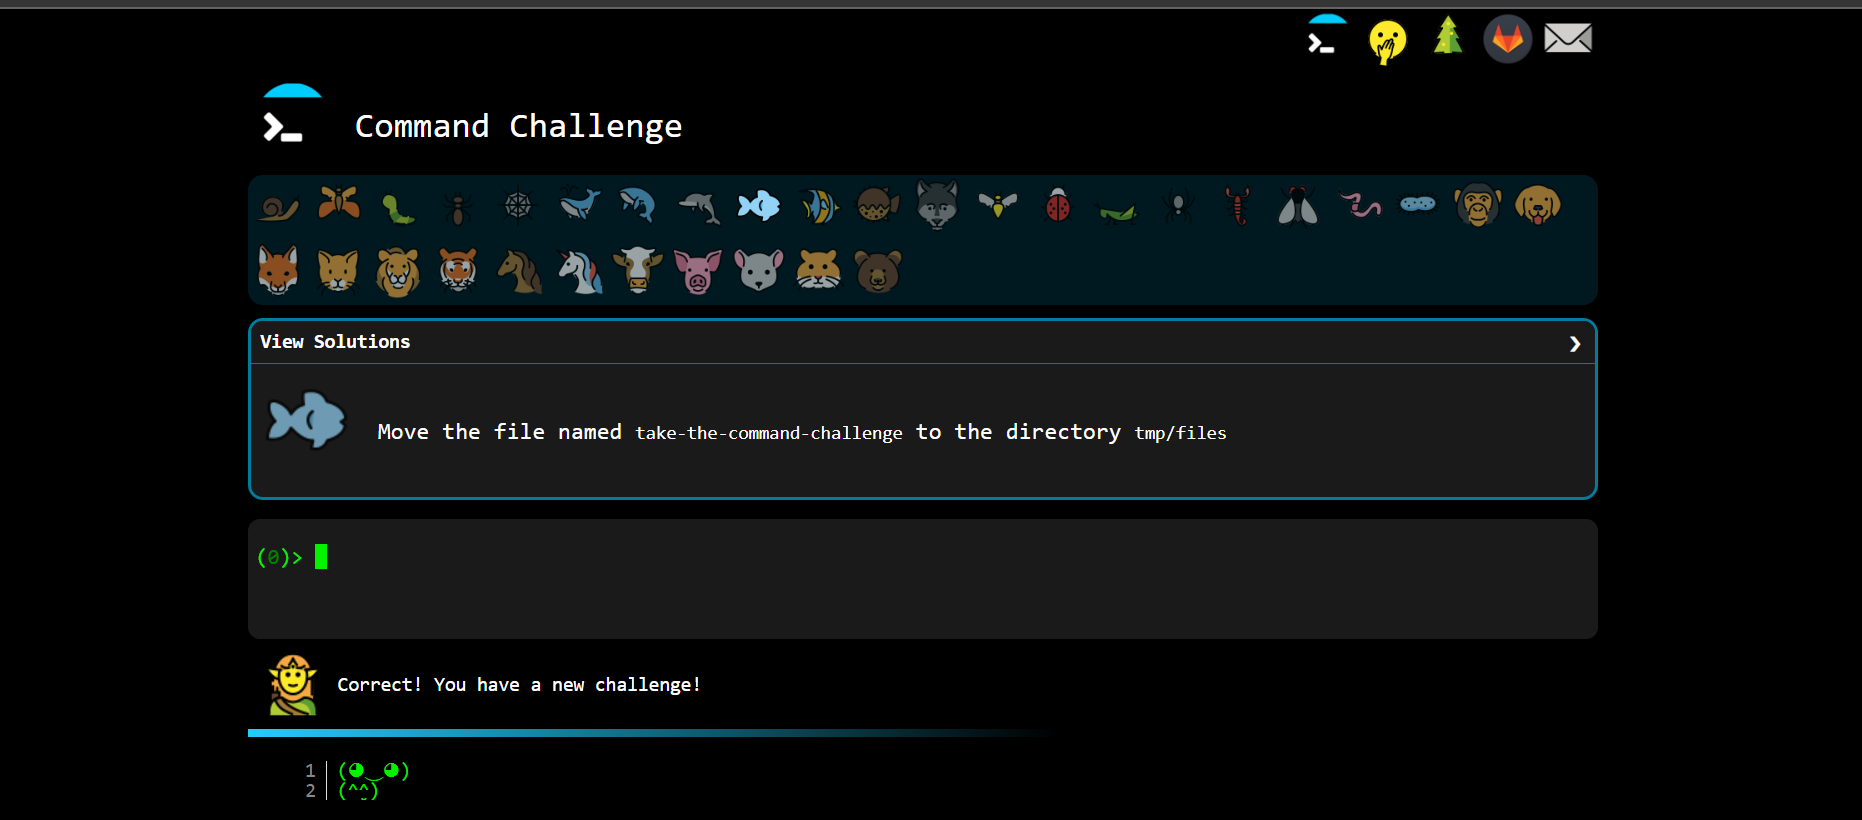 Command Challenge
View Solutions
Move the file named take-the-command-challenge to the directory tmp/files
(0)>
Correct! You have a new challenge!
1 (◕‿◕)
2 (^^)